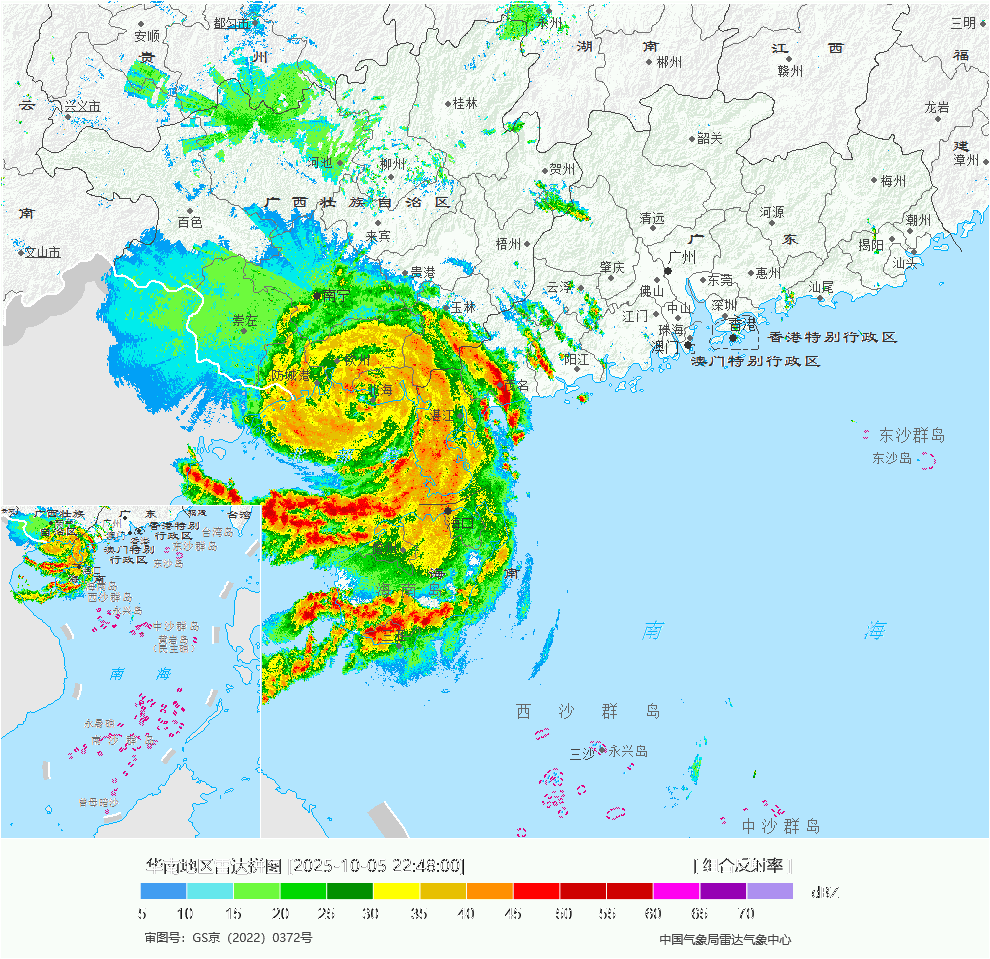 都匀市
永州
三明
安顺
贵
州
湖
南
江
西
福
郴州
赣州
云
兴义市
桂林
龙岩
韶关
建
漳州
河池
柳州
贺州
梅州
广西壮族自治区
南
百色
清远
河源
潮州
来宾
梧州
广
东
揭阳
文山市
广州
汕头
贵港
肇庆
东莞
惠州
南宁
云浮
佛山
汕尾
玉林
江门
中山
深圳
崇左
珠海
香港
香港特别行政区
澳门
澳门特别行政区
钦州
阳江
防城港
北海
茂名
湛江
东沙群岛
东沙岛
海口
海
南
海南岛
三亚
南
海
西沙群岛
三沙
永兴岛
中沙群岛
广
东
台湾
香港特别
行政区
台湾岛
澳门特别
行政区
东沙群岛
东沙岛
海南岛
西沙群岛
永兴岛
中沙群岛
黄岩岛
(民主礁)
南
海
永暑礁
南沙群岛
曾母暗沙
华南地区雷达拼图 [2025-10-05 22:48:00]
[ 组合反射率 ]
dBZ
5 10 15 20 25 30 35 40 45 50 55 60 65 70
审图号：GS京（2022）0372号
中国气象局雷达气象中心